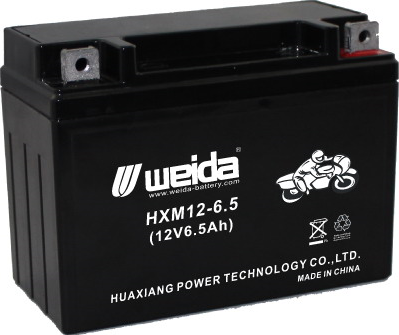 weida
www.weida-battery.com
HXM12-6.5
(12V6.5Ah)
HUAXIANG POWER TECHNOLOGY CO.,LTD.
MADE IN CHINA